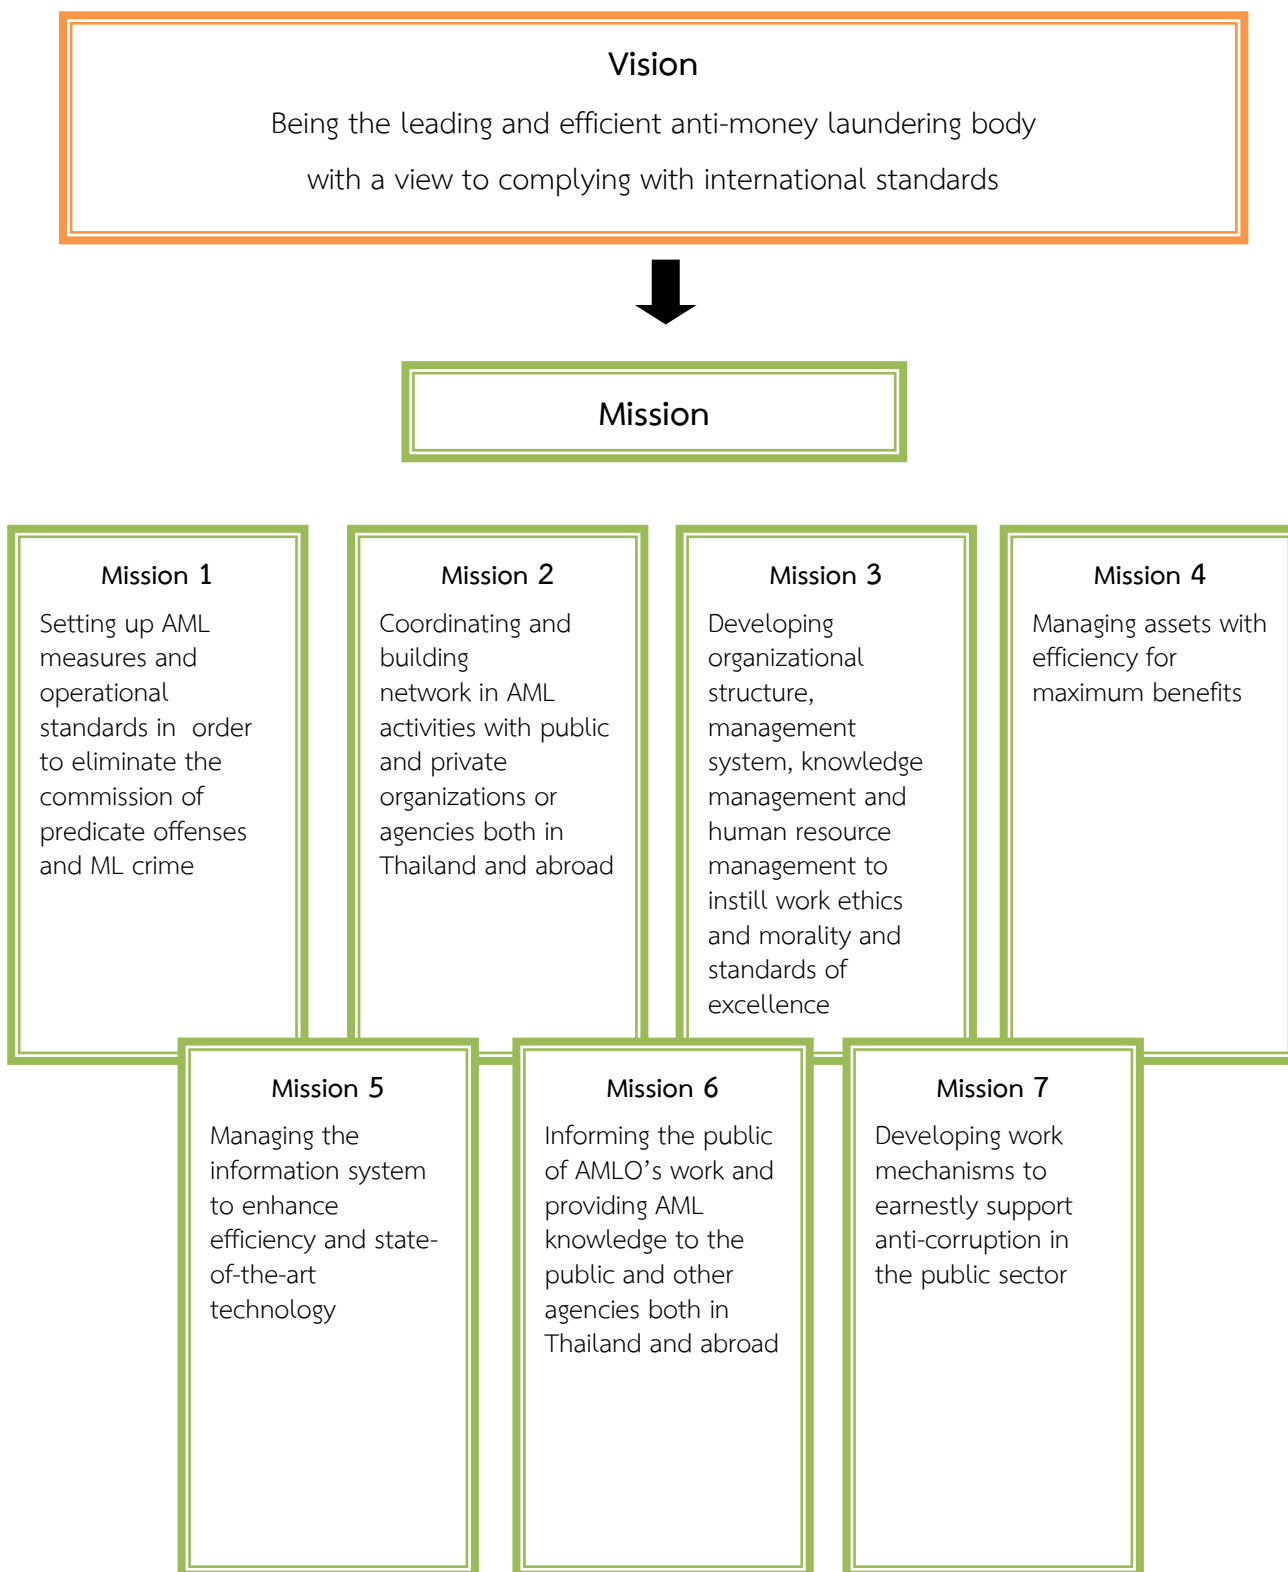 Vision
Being the leading and efficient anti-money laundering body
with a view to complying with international standards
Mission
Mission 1
Setting up AML
measures and
operational
standards in  order
to eliminate the
commission of
predicate offenses
and ML crime
Mission 2
Coordinating and
building
network in AML
activities with public
and private
organizations or
agencies both in
Thailand and abroad
Mission 3
Developing
organizational
structure,
management
system, knowledge
management and
human resource
management to
instill work ethics
and morality and
standards of
excellence
Mission 4
Managing assets with
efficiency for
maximum benefits
Mission 5
Managing the
information system
to enhance
efficiency and state-
of-the-art
technology
Mission 6
Informing the public
of AMLO’s work and
providing AML
knowledge to the
public and other
agencies both in
Thailand and abroad
Mission 7
Developing work
mechanisms to
earnestly support
anti-corruption in
the public sector